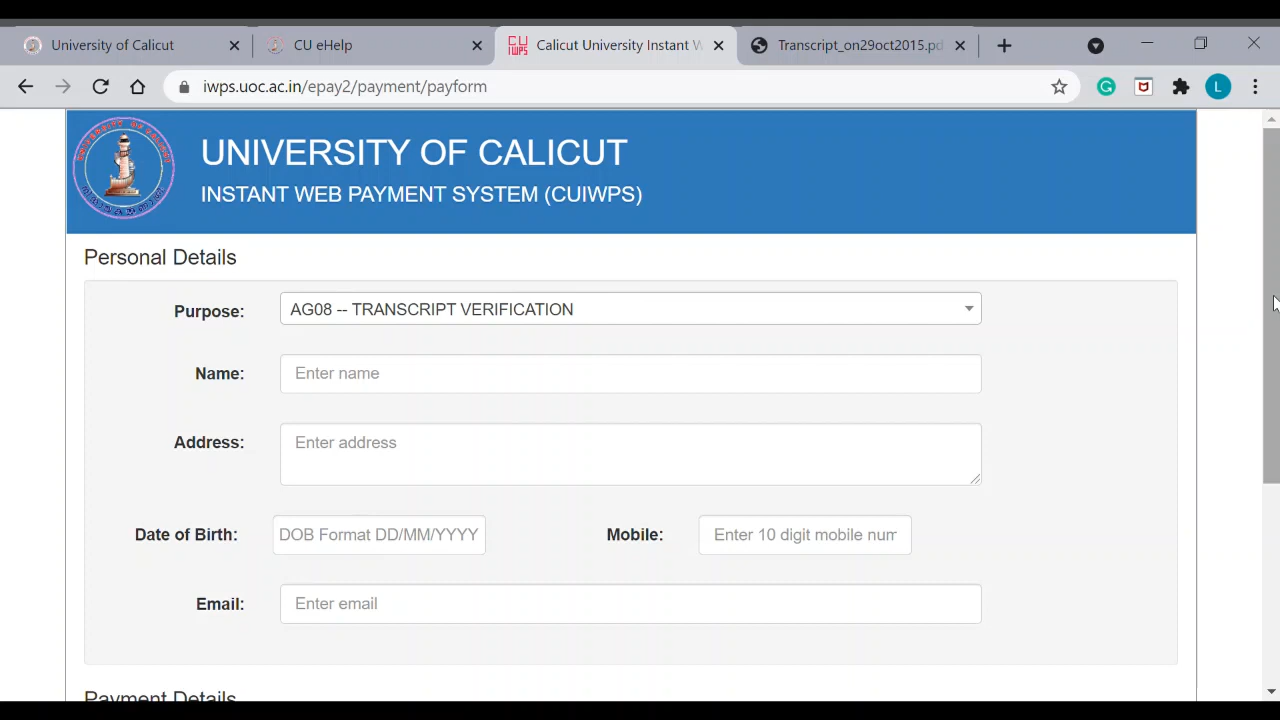 University of Calicut
CU eHelp
Calicut University Instant W
Transcript_on29oct2015.pd
iwps.uoc.ac.in/epay2/payment/payform
L
UNIVERSITY OF CALICUT
INSTANT WEB PAYMENT SYSTEM (CUIWPS)
Personal Details
Purpose: AG08 -- TRANSCRIPT VERIFICATION
Name: Enter name
Address: Enter address
Date of Birth: DOB Format DD/MM/YYYY Mobile: Enter 10 digit mobile num
Email: Enter email
Payment Details